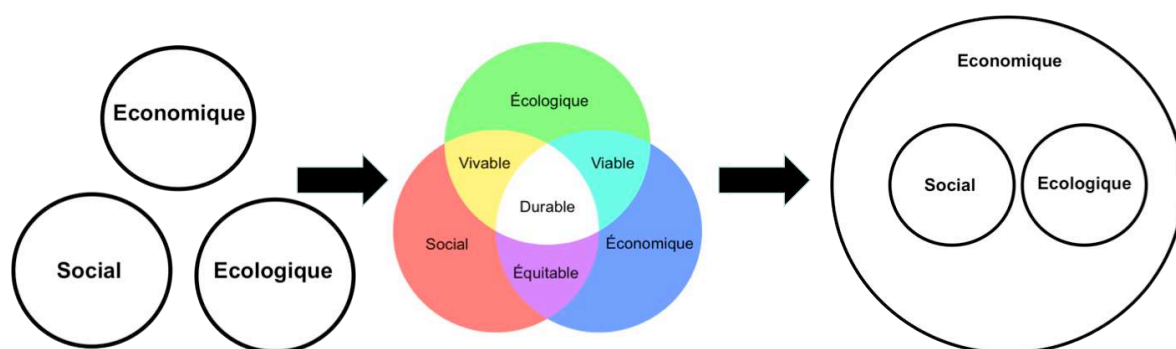 Economique
Social
Ecologique
Écologique
Vivable
Viable
Durable
Social
Économique
Équitable
Economique
Social
Ecologique